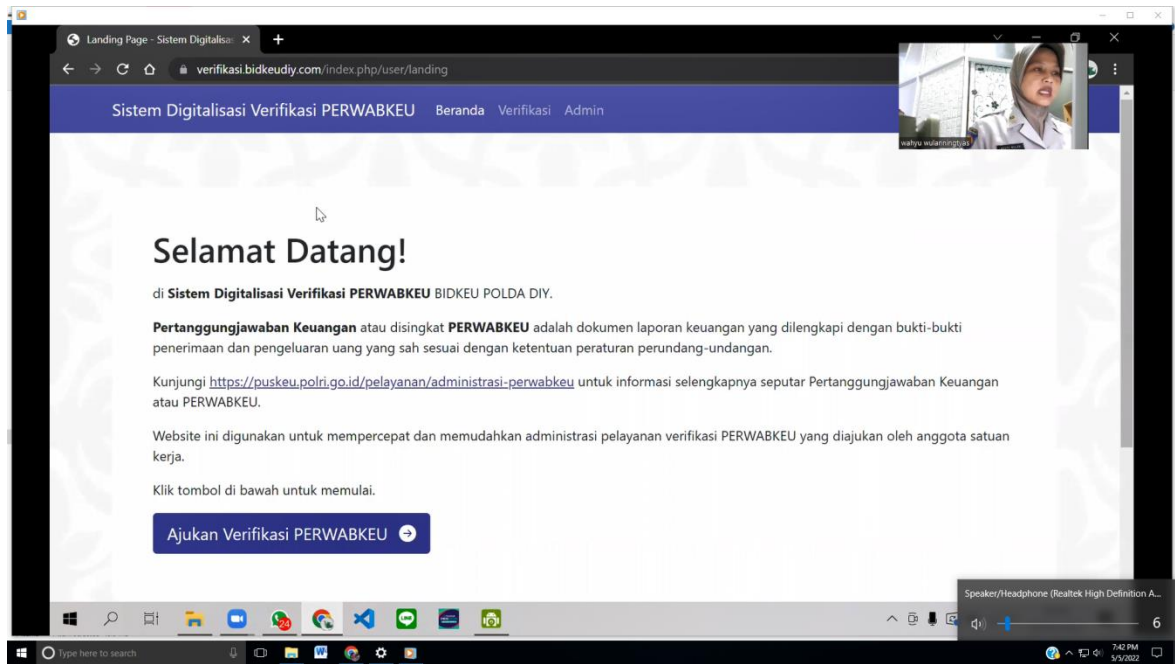 Landing Page - Sistem Digitalisa
verifikasi.bidkeudiy.com/index.php/user/landing
Sistem Digitalisasi Verifikasi PERWABKEU Beranda Verifikasi Admin
wahyu wulanningtyas
Selamat Datang!
di Sistem Digitalisasi Verifikasi PERWABKEU BIDKEU POLDA DIY.
Pertanggungjawaban Keuangan atau disingkat PERWABKEU adalah dokumen laporan keuangan yang dilengkapi dengan bukti-bukti
penerimaan dan pengeluaran uang yang sah sesuai dengan ketentuan peraturan perundang-undangan.
Kunjungi https://puskeu.polri.go.id/pelayanan/administrasi-perwabkeu untuk informasi selengkapnya seputar Pertanggungjawaban Keuangan
atau PERWABKEU.
Website ini digunakan untuk mempercepat dan memudahkan administrasi pelayanan verifikasi PERWABKEU yang diajukan oleh anggota satuan
kerja.
Klik tombol di bawah untuk memulai.
Ajukan Verifikasi PERWABKEU
Speaker/Headphone (Realtek High Definition A...
6
24
LINE
Type here to search
7:42 PM
5/5/2022